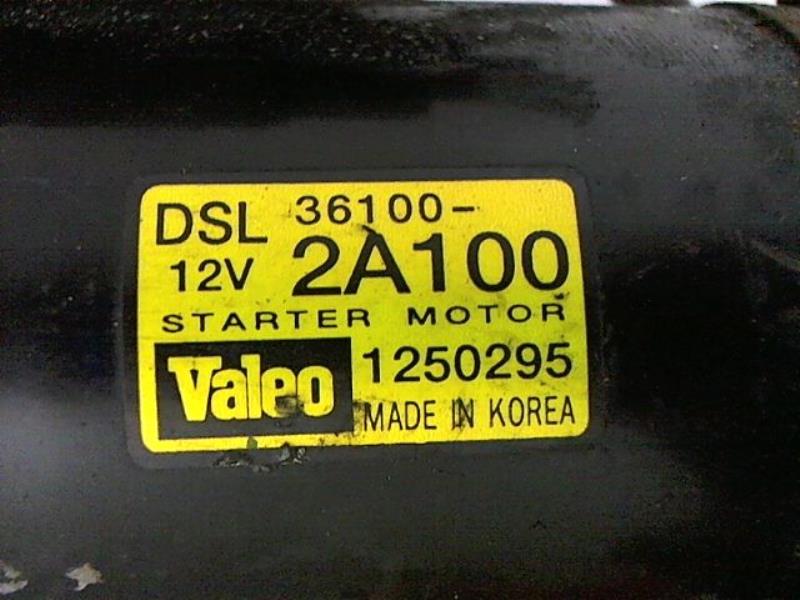 DSL 36100-
12V 2A100
STARTER MOTOR
Valeo 1250295
MADE IN KOREA